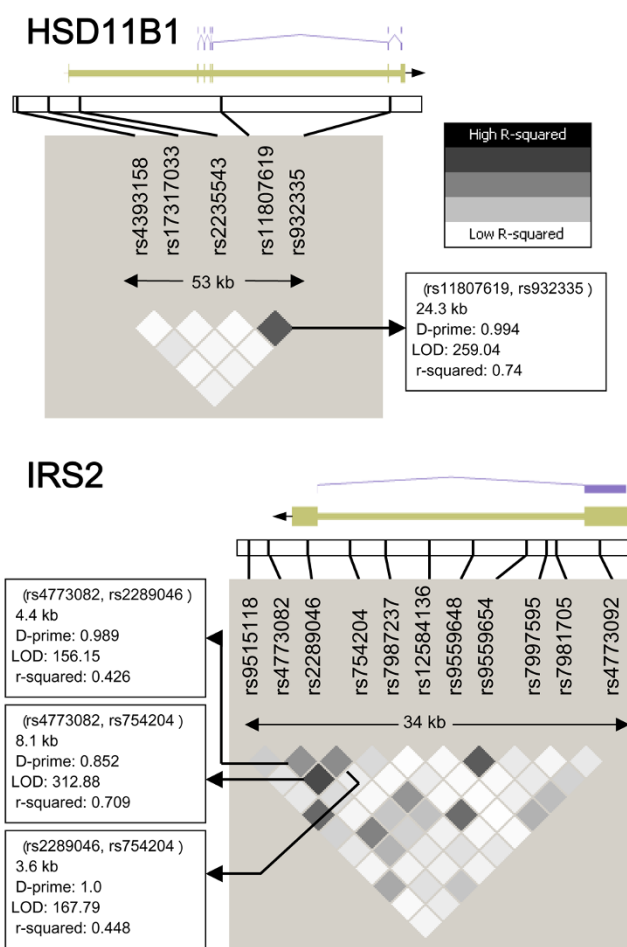 HSD11B1
High R-squared
Low R-squared
rs4393158
rs17317033
rs2235543
rs11807619
rs932335
53 kb
(rs11807619, rs932335 )
24.3 kb
D-prime: 0.994
LOD: 259.04
r-squared: 0.74
IRS2
(rs4773082, rs2289046 )
4.4 kb
D-prime: 0.989
LOD: 156.15
r-squared: 0.426
(rs4773082, rs754204 )
8.1 kb
D-prime: 0.852
LOD: 312.88
r-squared: 0.709
(rs2289046, rs754204 )
3.6 kb
D-prime: 1.0
LOD: 167.79
r-squared: 0.448
rs9515118
rs4773082
rs2289046
rs754204
rs7987237
rs12584136
rs9559648
rs9559654
rs7997595
rs7981705
rs4773092
34 kb